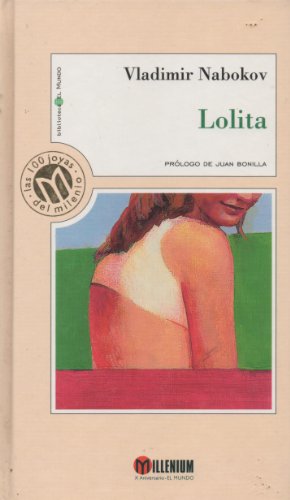 biblioteca EL MUNDO
Vladimir Nabokov
Lolita
PRÓLOGO DE JUAN BONILLA
las 100 joyas
del milenio
MILLENIUM
X Aniversario · EL MUNDO